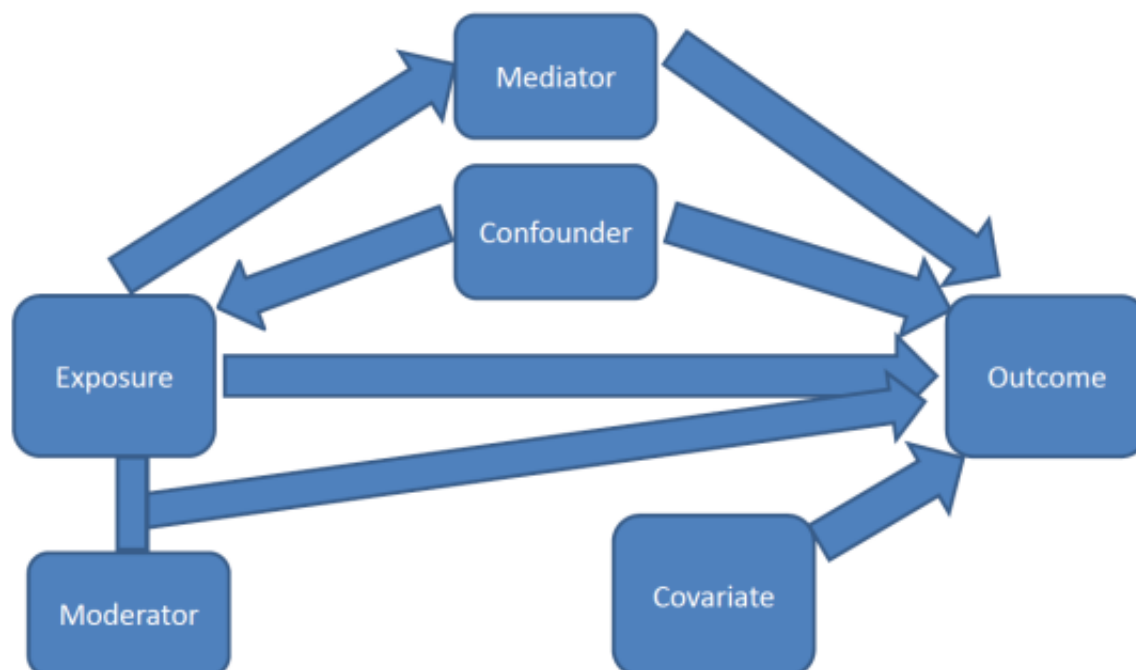 Mediator
Confounder
Exposure
Outcome
Moderator
Covariate